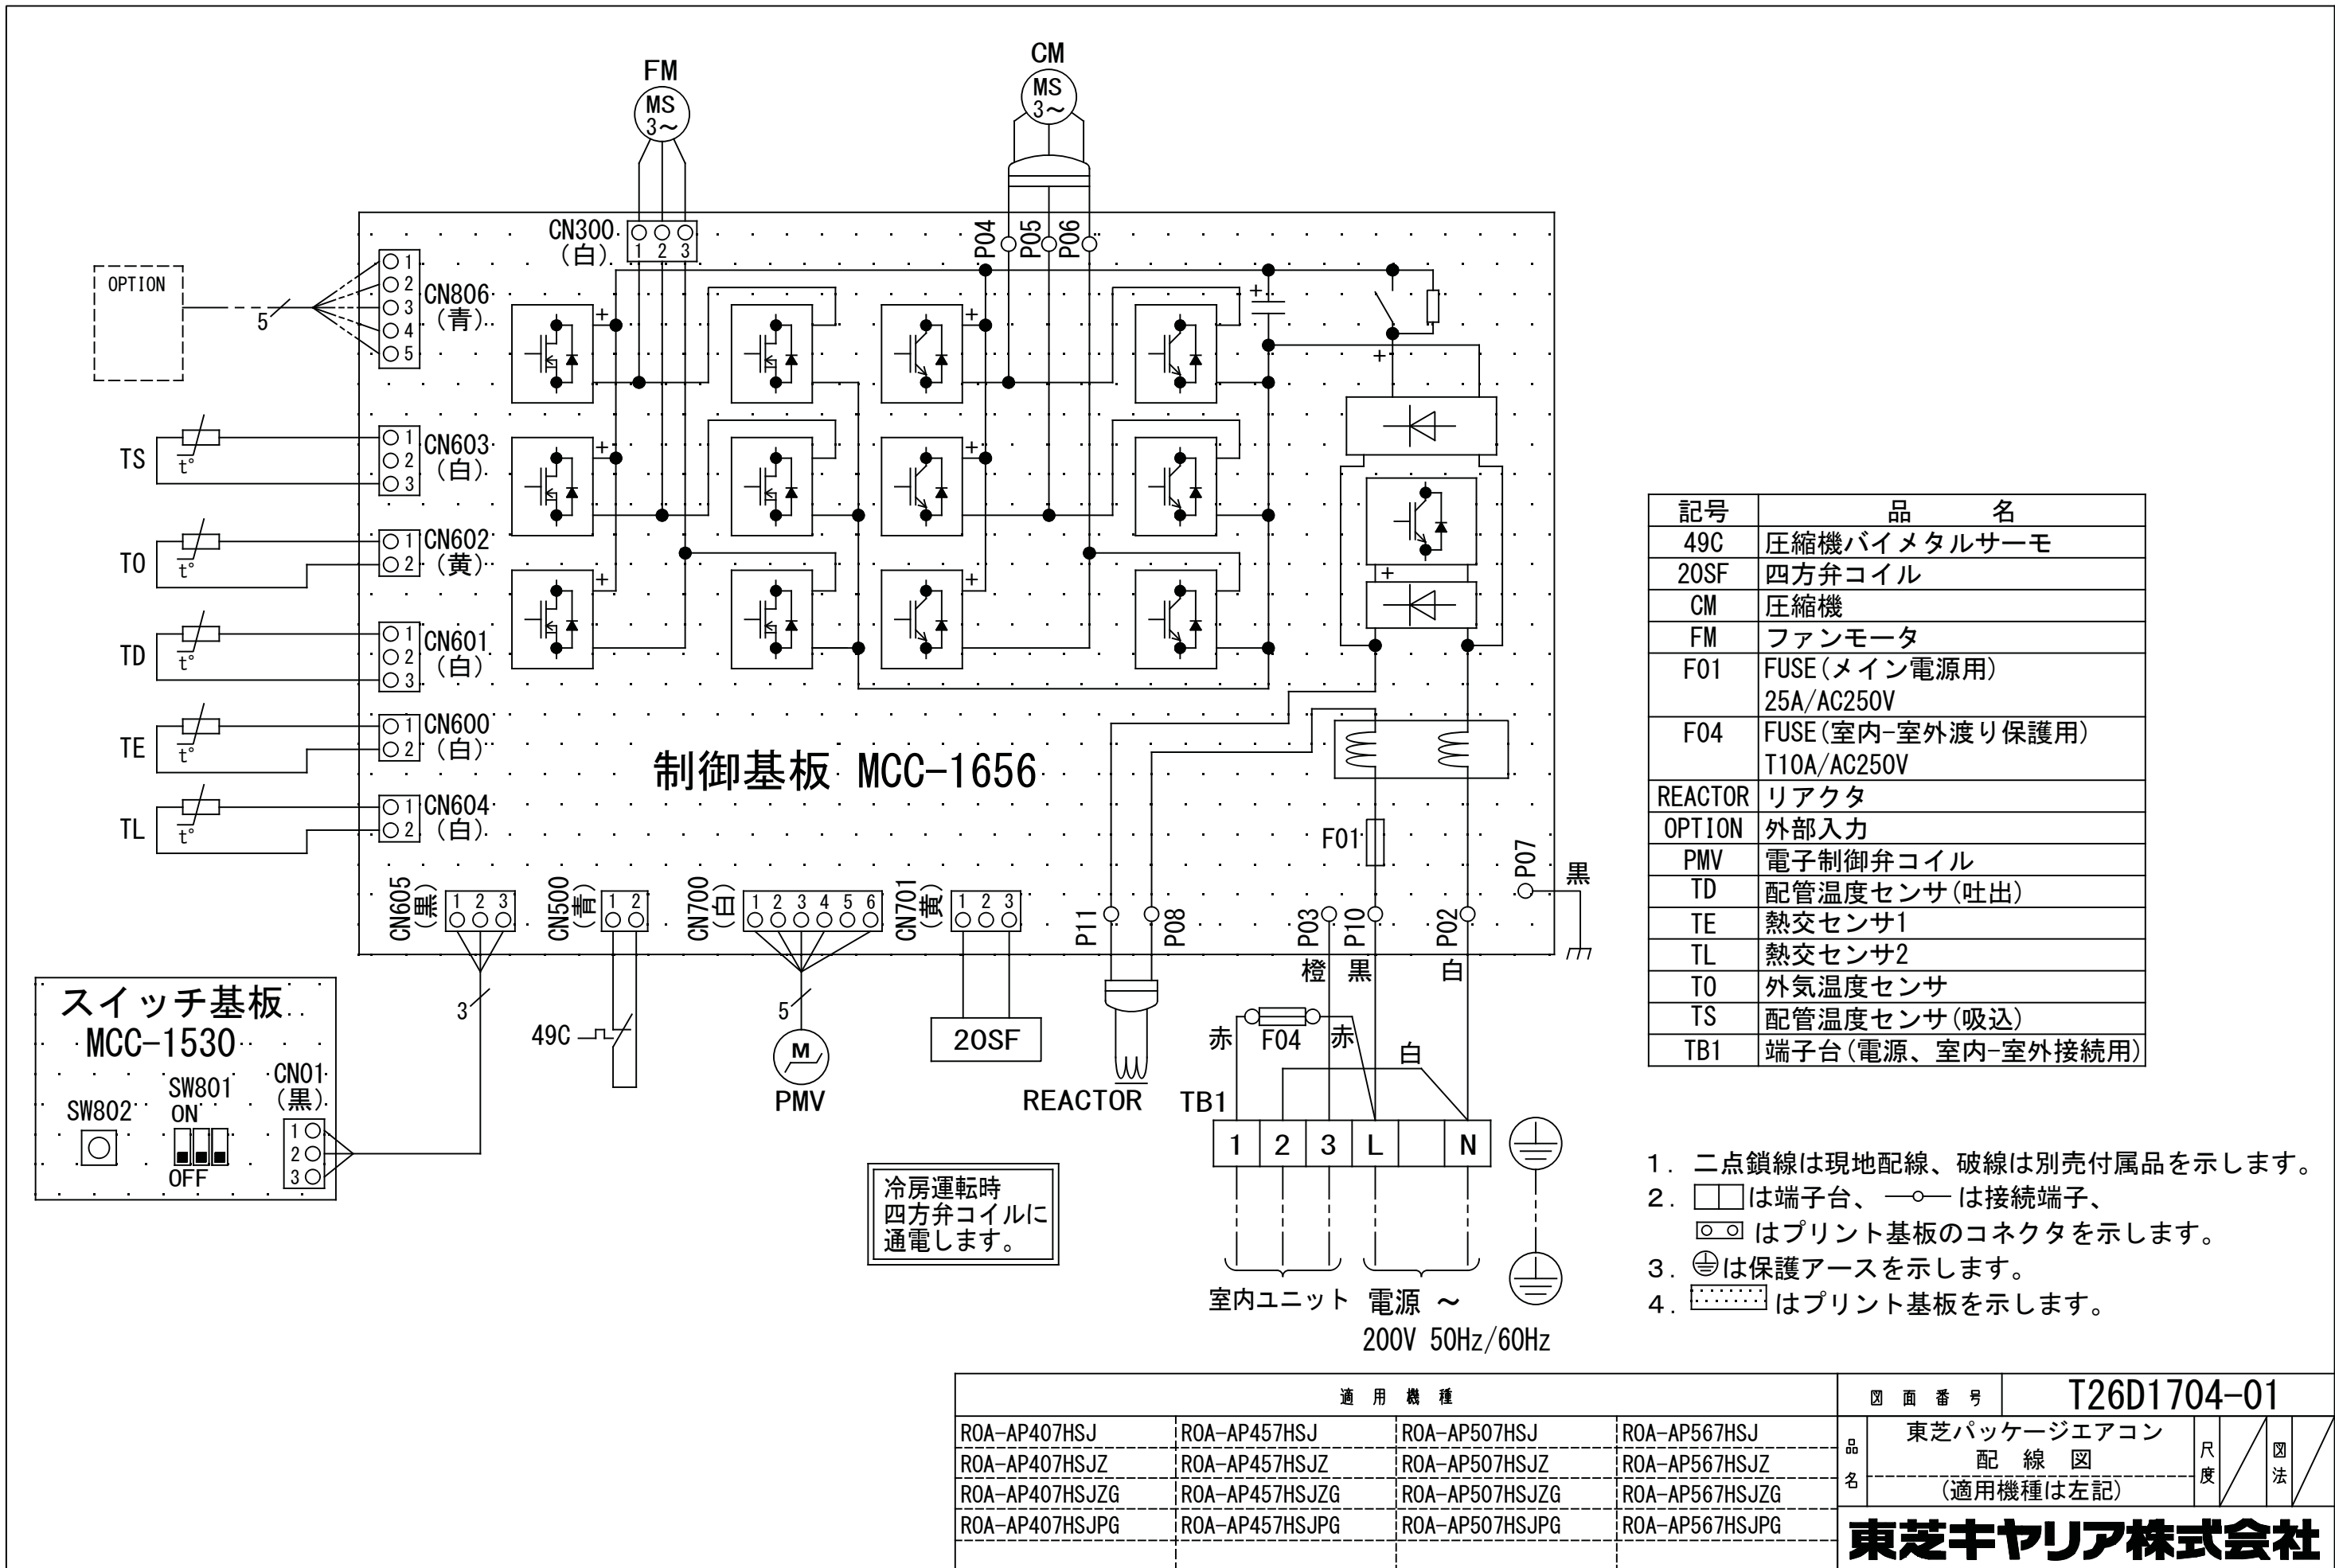 FM
MS
3～
CM
MS
3～
CN300
(白)
1 2 3
P04
P05
P06
OPTION
5
1
2
3
4
5
CN806
(青)
+
+
+
+
+
+
+
+
+
TS
t°
1
2
3
CN603
(白)
TO
t°
1
2
CN602
(黄)
TD
t°
1
2
3
CN601
(白)
TE
t°
1
2
CN600
(白)
TL
t°
1
2
CN604
(白)
制御基板 MCC-1656
F01
P07
黒
CN605
(黒)
1 2 3
CN500
(青)
1 2
CN700
(白)
1 2 3 4 5 6
CN701
(黄)
1 2 3
P11
P08
P03
P10
P02
橙 黒 白
3
49C
5
M
PMV
20SF
REACTOR
赤
F04
赤
白
TB1
1 2 3 L N
室内ユニット 電源 ～
200V 50Hz/60Hz
スイッチ基板
MCC-1530
SW802
SW801
ON
OFF
CN01
(黒)
1
2
3
冷房運転時
四方弁コイルに
通電します。
記号 品 名
49C 圧縮機バイメタルサーモ
20SF 四方弁コイル
CM 圧縮機
FM ファンモータ
F01 FUSE(メイン電源用)
25A/AC250V
F04 FUSE(室内-室外渡り保護用)
T10A/AC250V
REACTOR リアクタ
OPTION 外部入力
PMV 電子制御弁コイル
TD 配管温度センサ(吐出)
TE 熱交センサ1
TL 熱交センサ2
TO 外気温度センサ
TS 配管温度センサ(吸込)
TB1 端子台(電源、室内-室外接続用)
1. 二点鎖線は現地配線、破線は別売付属品を示します。
2. は端子台、 は接続端子、
はプリント基板のコネクタを示します。
3. は保護アースを示します。
4. はプリント基板を示します。
適用機種
ROA-AP407HSJ ROA-AP457HSJ ROA-AP507HSJ ROA-AP567HSJ
ROA-AP407HSJZ ROA-AP457HSJZ ROA-AP507HSJZ ROA-AP567HSJZ
ROA-AP407HSJZG ROA-AP457HSJZG ROA-AP507HSJZG ROA-AP567HSJZG
ROA-AP407HSJPG ROA-AP457HSJPG ROA-AP507HSJPG ROA-AP567HSJPG
図面番号 T26D1704-01
品名
東芝パッケージエアコン
配線図
(適用機種は左記)
尺度
図法
東芝キヤリア株式会社